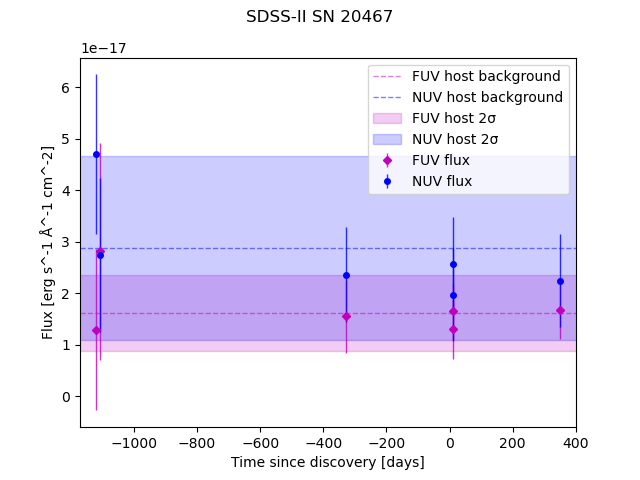 SDSS-II SN 20467
1e−17
FUV host background
NUV host background
FUV host 2σ
NUV host 2σ
FUV flux
NUV flux
6
5
4
3
2
1
0
Flux [erg s^-1 Å^-1 cm^-2]
−1000 −800 −600 −400 −200 0 200 400
Time since discovery [days]